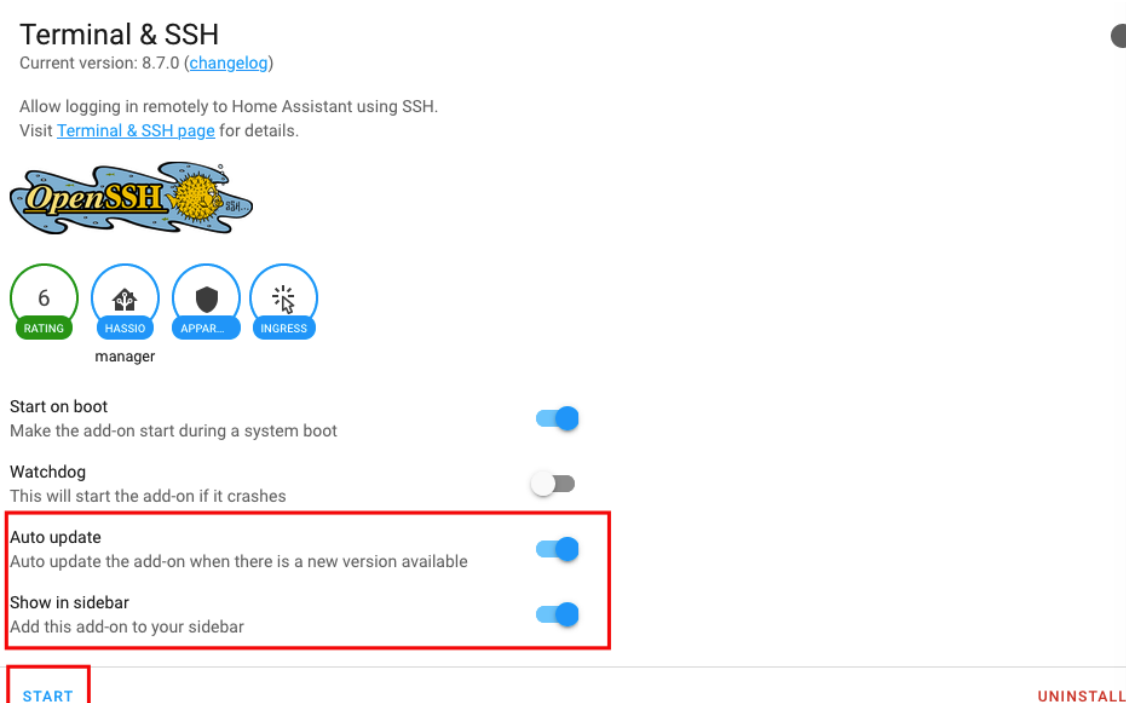 Terminal & SSH
Current version: 8.7.0 (changelog)
Allow logging in remotely to Home Assistant using SSH.
Visit Terminal & SSH page for details.
OpenSSH
SSH...
6
RATING
HASSIO
APPAR...
INGRESS
manager
Start on boot
Make the add-on start during a system boot
Watchdog
This will start the add-on if it crashes
Auto update
Auto update the add-on when there is a new version available
Show in sidebar
Add this add-on to your sidebar
START
UNINSTALL